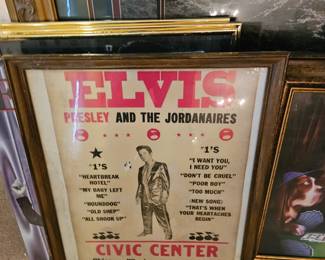 ELVIS
PRESLEY AND THE JORDANAIRES
★ "1'S
"HEARTBREAK
HOTEL"
"MY BABY LEFT
ME"
"HOUNDDOG"
"OLD SHEP"
"ALL SHOOK UP"
"1'S
"I WANT YOU,
I NEED YOU"
"DON'T BE CRUEL"
"POOR BOY"
"TOO MUCH"
(NEW SONG)
"THAT'S WHEN
YOUR HEARTACHES
BEGIN"
CIVIC CENTER